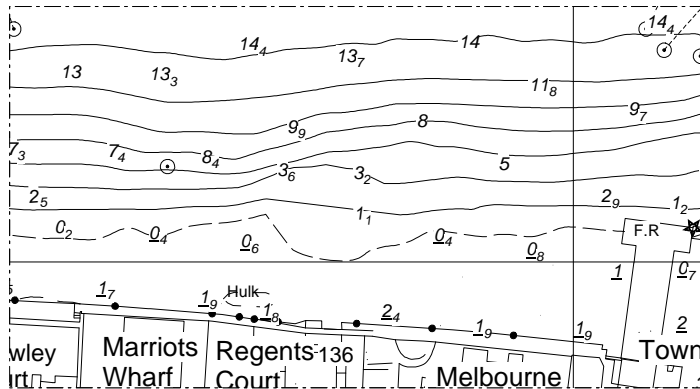 14₄
14₄ 13₇ 14
13 13₃ 11₈
9₉ 8 9₇
7₃ 7₄ 8₄ 5
3₆ 3₂
2₅ 1₁ 2₉ 1₂
0₂ 0₄ 0₆ 0₄ 0₈ F.R
1 0₇
1₇ 1₉ Hulk 1₈ 2₄ 1₉ 1₉ 2
Marriots Regents 136 Town
Wharf Court Melbourne